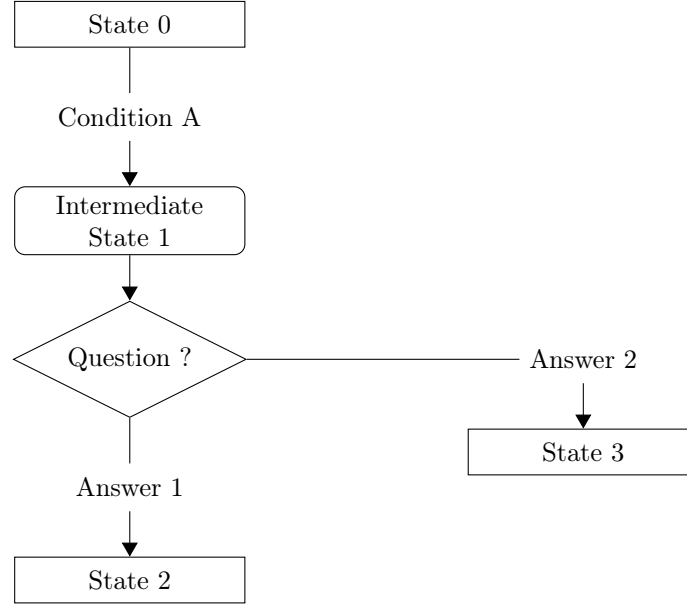 State 0
Condition A
Intermediate
State 1
Question ?
Answer 2
State 3
Answer 1
State 2